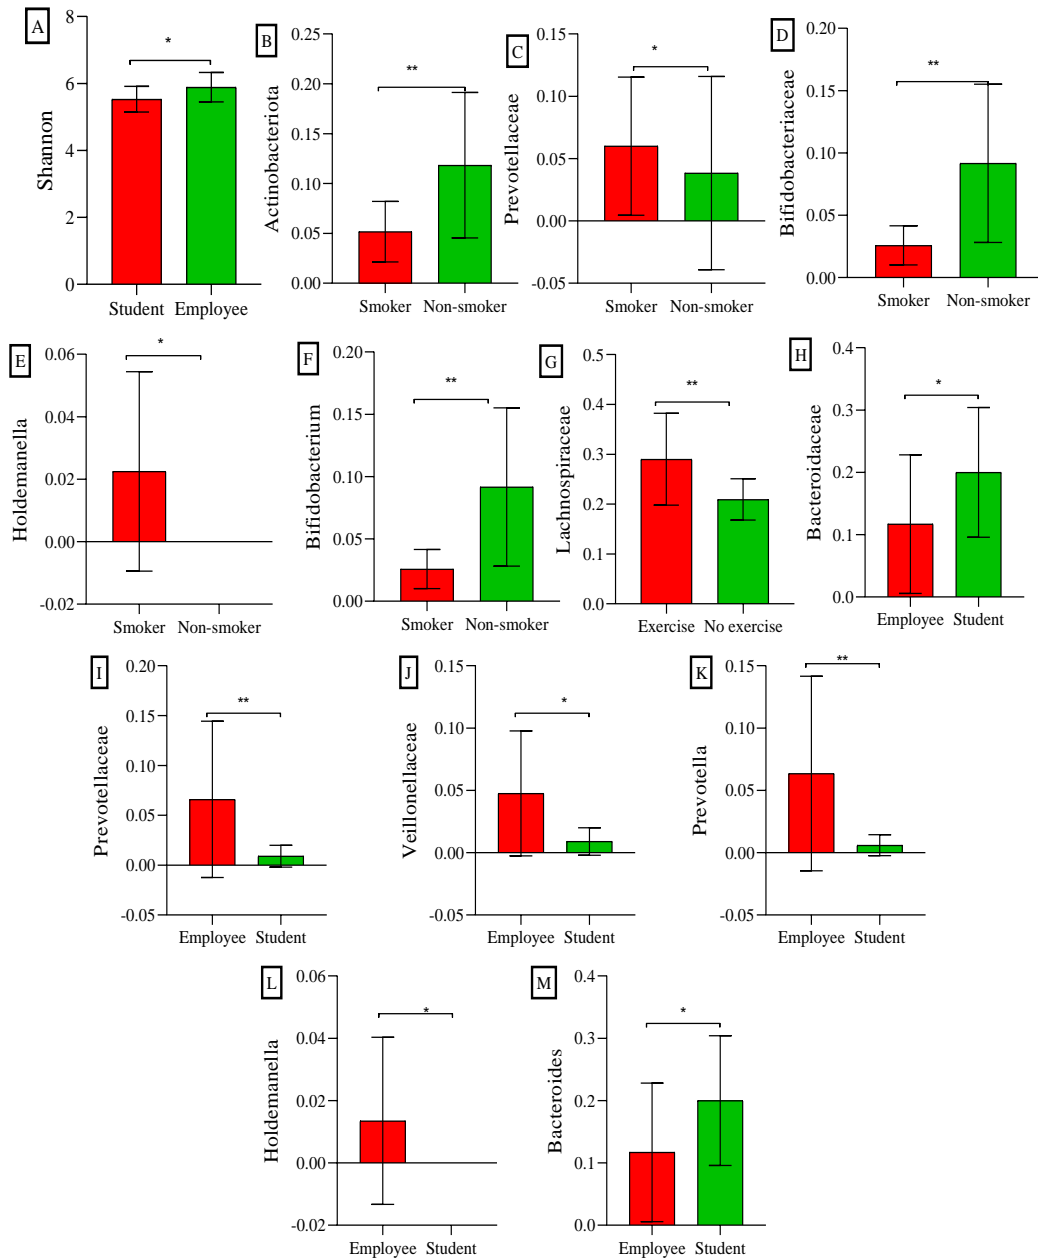 A
Shannon
8
6
4
2
0
*
Student Employee
B
Actinobacteriota
0.25
0.20
0.15
0.10
0.05
0.00
**
Smoker Non-smoker
C
Prevotellaceae
0.15
0.10
0.05
0.00
-0.05
*
Smoker Non-smoker
D
Bifidobacteriaceae
0.20
0.15
0.10
0.05
0.00
**
Smoker Non-smoker
E
Holdemanella
0.06
0.04
0.02
0.00
-0.02
*
Smoker Non-smoker
F
Bifidobacterium
0.20
0.15
0.10
0.05
0.00
**
Smoker Non-smoker
G
Lachnospiraceae
0.5
0.4
0.3
0.2
0.1
0.0
**
Exercise No exercise
H
Bacteroidaceae
0.4
0.3
0.2
0.1
0.0
*
Employee Student
I
Prevotellaceae
0.20
0.15
0.10
0.05
0.00
-0.05
**
Employee Student
J
Veillonellaceae
0.15
0.10
0.05
0.00
-0.05
*
Employee Student
K
Prevotella
0.15
0.10
0.05
0.00
-0.05
**
Employee Student
L
Holdemanella
0.06
0.04
0.02
0.00
-0.02
*
Employee Student
M
Bacteroides
0.4
0.3
0.2
0.1
0.0
*
Employee Student